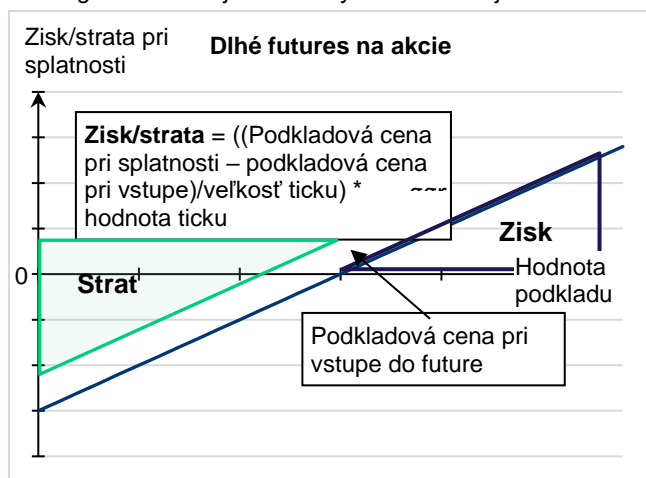 Zisk/strata pri
splatnosti
Dlhé futures na akcie
Zisk/strata = ((Podkladová cena
pri splatnosti – podkladová cena
pri vstupe)/veľkosť ticku) *
hodnota ticku
Zisk
0
Strat
Hodnota
podkladu
Podkladová cena pri
vstupe do future